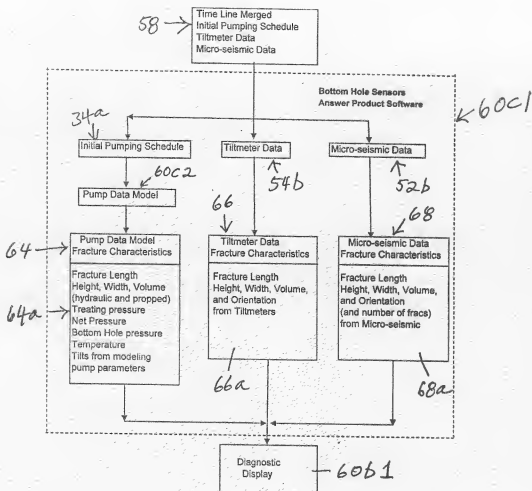 58
Time Line Merged
Initial Pumping Schedule
Tiltmeter Data
Micro-seismic Data
Bottom Hole Sensors
Answer Product Software
60c1
34a
Initial Pumping Schedule
Tiltmeter Data
Micro-seismic Data
60c2
54b
52b
Pump Data Model
66
68
64
Pump Data Model
Fracture Characteristics
Fracture Length
Height, Width, Volume
(hydraulic and propped)
Treating pressure
Net Pressure
Bottom Hole pressure
Temperature
Tilts from modeling
pump parameters
64a
Tiltmeter Data
Fracture Characteristics
Fracture Length
Height, Width, Volume,
and Orientation
from Tiltmeters
66a
Micro-seismic Data
Fracture Characteristics
Fracture Length
Height, Width, Volume,
and Orientation
(and number of fracs)
from Micro-seismic
68a
Diagnostic
Display
60b1